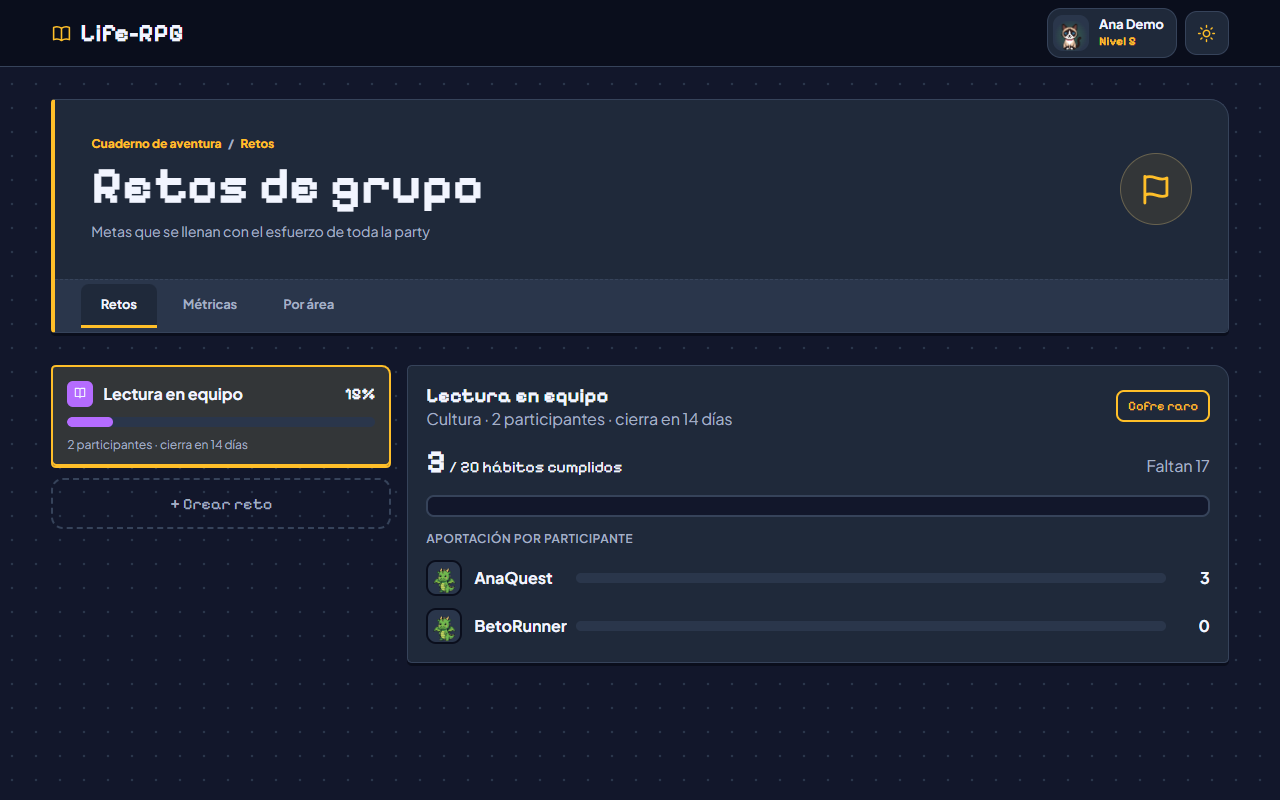 Life-RPG
Ana Demo
Nivel 8
Cuaderno de aventura / Retos
Retos de grupo
Metas que se llenan con el esfuerzo de toda la party
Retos
Métricas
Por área
Lectura en equipo
18%
2 participantes · cierra en 14 días
+ Crear reto
Lectura en equipo
Cultura · 2 participantes · cierra en 14 días
Cofre raro
3 / 20 hábitos cumplidos
Faltan 17
APORTACIÓN POR PARTICIPANTE
AnaQuest
3
BetoRunner
0